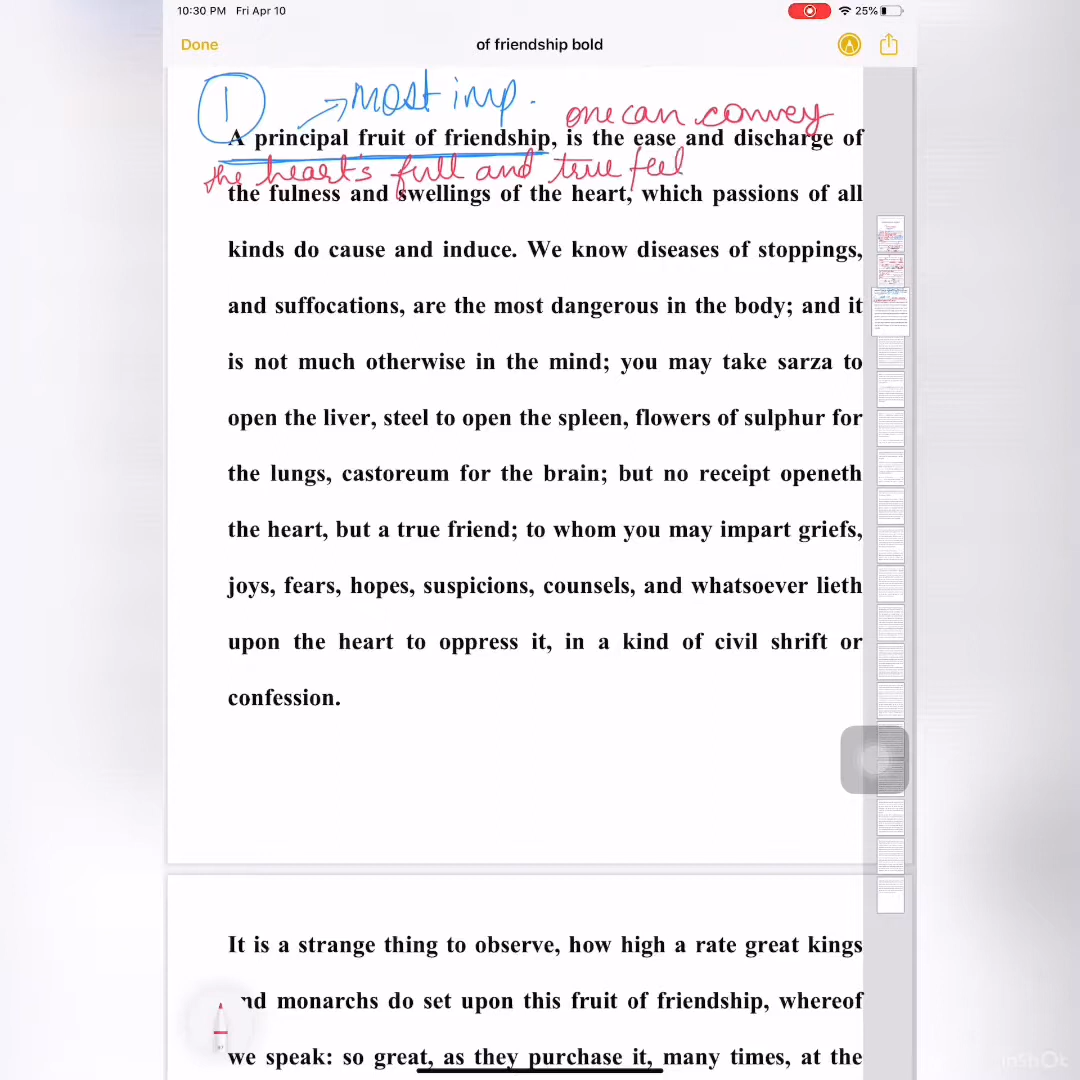 10:30 PM Fri Apr 10
25%
Done
of friendship bold
1
most imp.
one can convey
A principal fruit of friendship, is the ease and discharge of
the heart's full and true feel
the fulness and swellings of the heart, which passions of all
kinds do cause and induce. We know diseases of stoppings,
and suffocations, are the most dangerous in the body; and it
is not much otherwise in the mind; you may take sarza to
open the liver, steel to open the spleen, flowers of sulphur for
the lungs, castoreum for the brain; but no receipt openeth
the heart, but a true friend; to whom you may impart griefs,
joys, fears, hopes, suspicions, counsels, and whatsoever lieth
upon the heart to oppress it, in a kind of civil shrift or
confession.
It is a strange thing to observe, how high a rate great kings
nd monarchs do set upon this fruit of friendship, whereof
we speak: so great, as they purchase it, many times, at the
InShOt